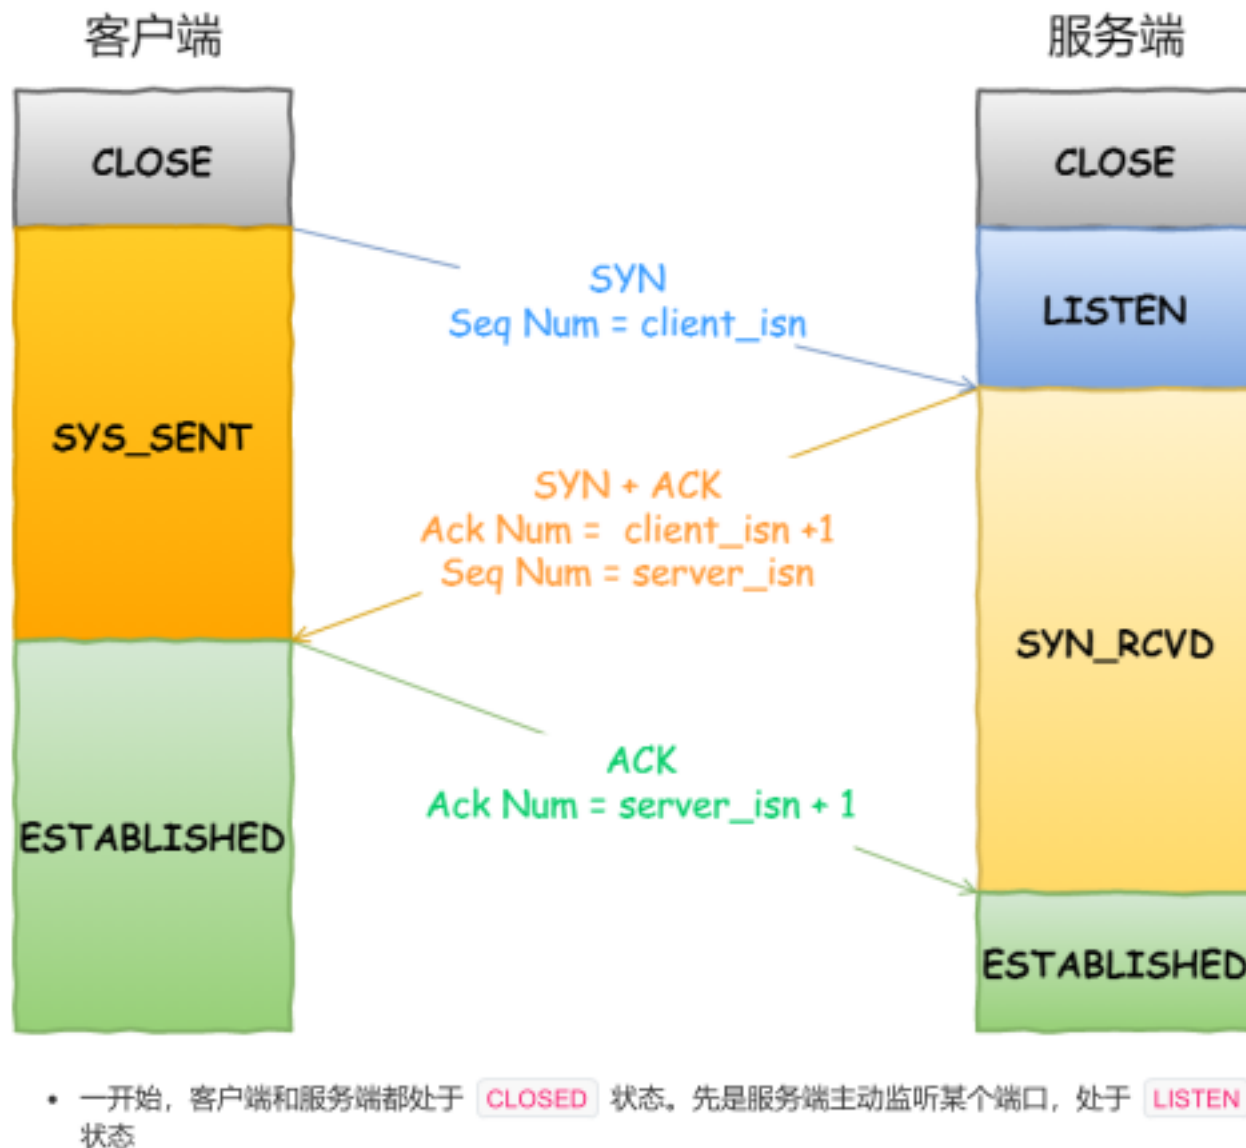 客户端
服务端
CLOSE
CLOSE
SYN
Seq Num = client_isn
LISTEN
SYS_SENT
SYN + ACK
Ack Num = client_isn +1
Seq Num = server_isn
SYN_RCVD
ACK
Ack Num = server_isn + 1
ESTABLISHED
ESTABLISHED
• 一开始，客户端和服务端都处于 CLOSED 状态。先是服务端主动监听某个端口，处于 LISTEN
状态